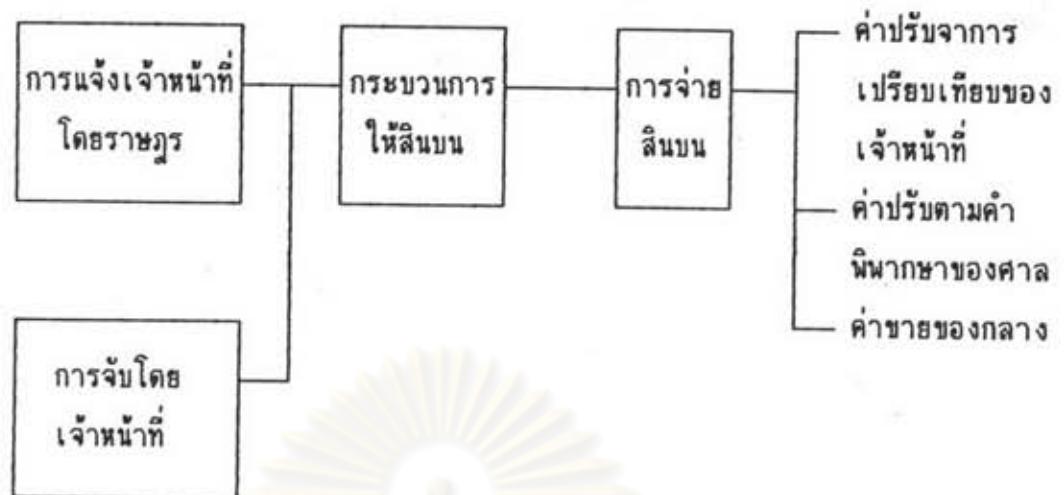 การแจ้งเจ้าหน้าที่
โดยราษฎร
กระบวนการ
ให้สินบน
การจ่าย
สินบน
ค่าปรับจาการ
เปรียบเทียบของ
เจ้าหน้าที่
ค่าปรับตามคำ
พิพากษาของศาล
ค่าขายของกลาง
การจับโดย
เจ้าหน้าที่